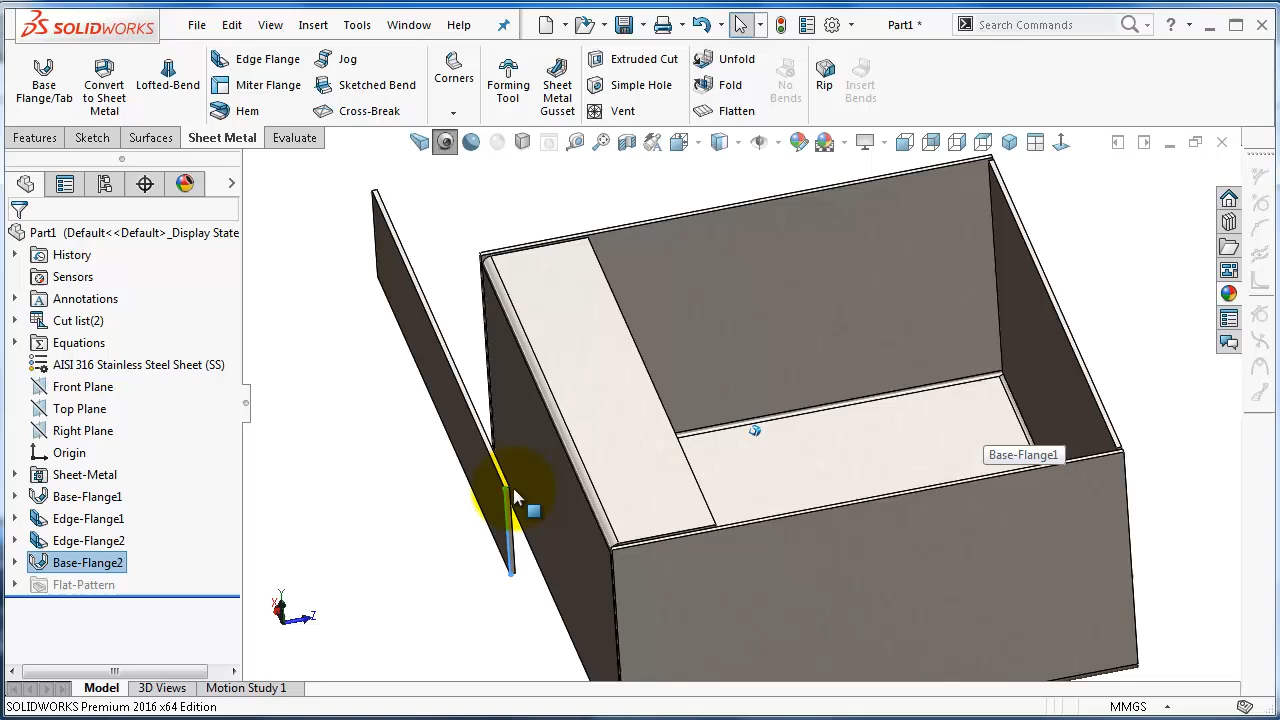 SOLIDWORKS File Edit View Insert Tools Window Help Part1 * Search Commands
Base Flange/Tab
Convert to Sheet Metal
Lofted-Bend
Edge Flange
Miter Flange
Hem
Jog
Skitched Bend
Cross-Break
Corners
Forming Tool
Sheet Metal Gusset
Extruded Cut
Simple Hole
Vent
Unfold
Fold
Flatten
No Bends
Rip
Insert Bends
Features Sketch Surfaces Sheet Metal Evaluate
Part1 (Default<<Default>_Display State
History
Sensors
Annotations
Cut list(2)
Equations
AISI 316 Stainless Steel Sheet (SS)
Front Plane
Top Plane
Right Plane
Origin
Sheet-Metal
Base-Flange1
Edge-Flange1
Edge-Flange2
Base-Flange2
Flat-Pattern
Base-Flange1
Y
X
Z
Model 3D Views Motion Study 1
SOLIDWORKS Premium 2016 x64 Edition MMGS